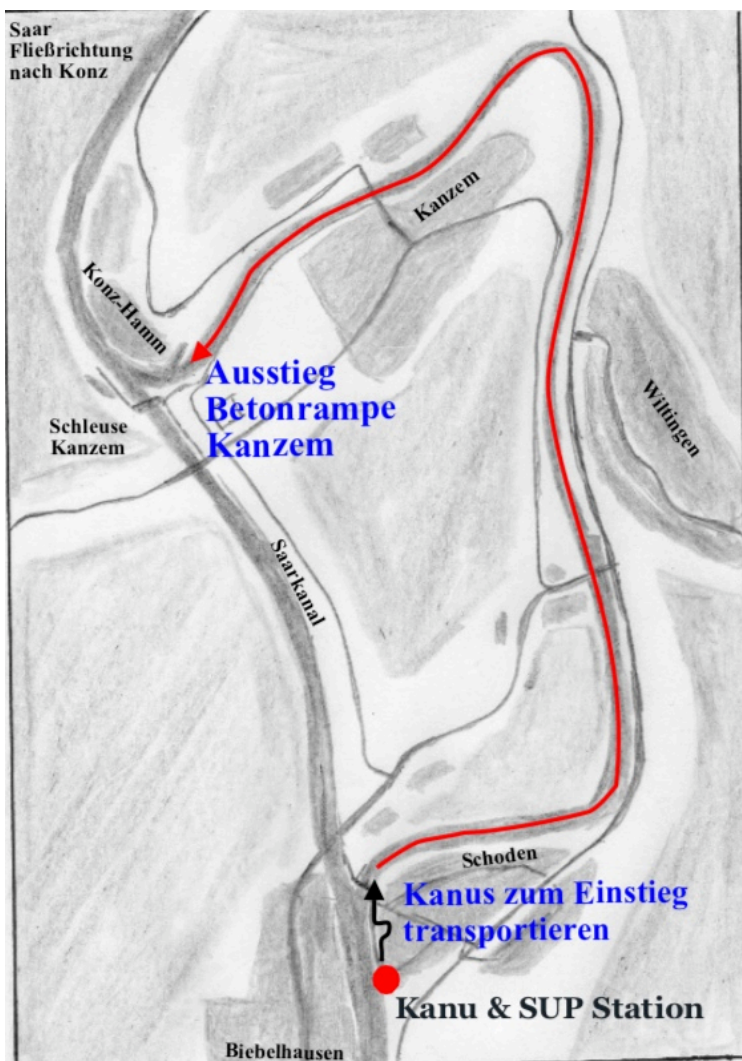 Saar
Fließrichtung
nach Konz
Kanzem
Konz-Hamm
Ausstieg
Betonrampe
Kanzem
Schleuse
Kanzem
Wiltingen
Saarkanal
Schoden
Kanus zum Einstieg
transportieren
Kanu & SUP Station
Biebelhausen